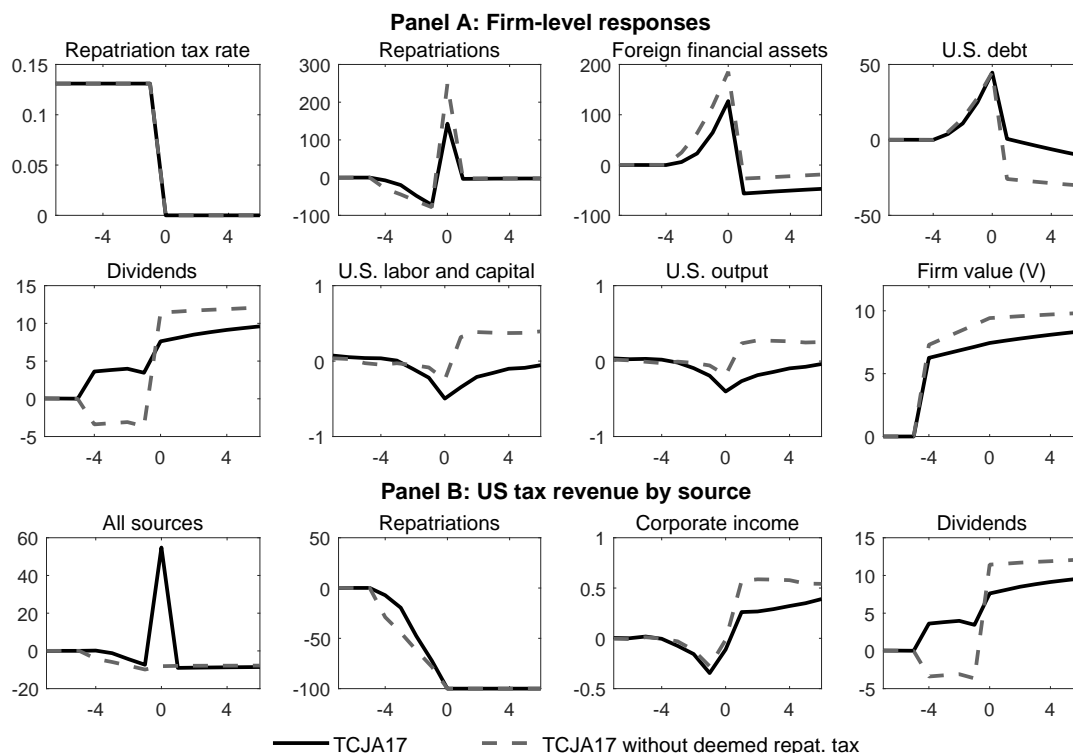 Panel A: Firm-level responses
Repatriation tax rate
0.15
0.1
0.05
0
-4 0 4
Repatriations
300
200
100
0
-100
-4 0 4
Foreign financial assets
200
100
0
-100
-4 0 4
U.S. debt
50
0
-50
-4 0 4
Dividends
15
10
5
0
-5
-4 0 4
U.S. labor and capital
1
0
-1
-4 0 4
U.S. output
1
0
-1
-4 0 4
Firm value (V)
10
5
0
-4 0 4
Panel B: US tax revenue by source
All sources
60
40
20
0
-20
-4 0 4
Repatriations
50
0
-50
-100
-4 0 4
Corporate income
1
0.5
0
-0.5
-4 0 4
Dividends
15
10
5
0
-5
-4 0 4
TCJA17
TCJA17 without deemed repat. tax